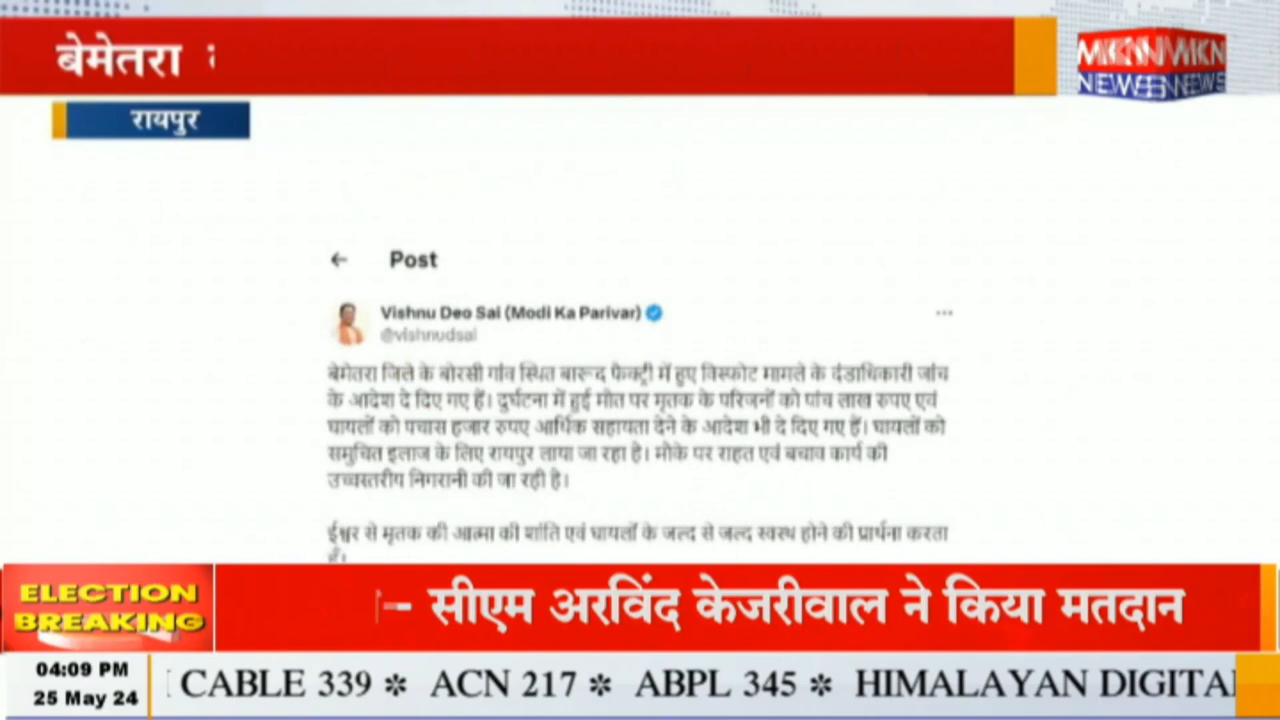 बेमेतरा
MKN
NEWS
रायपुर
← Post
Vishnu Deo Sai (Modi Ka Parivar)
@vishnudsai
बेमेतरा जिले के बोरसी गांव स्थित बारूद फैक्ट्री में हुए विस्फोट मामले के दंडाधिकारी जांच
के आदेश दे दिए गए हैं। दुर्घटना में हुई मौत पर मृतक के परिजनों को पांच लाख रुपए एवं
घायलों को पचास हजार रुपए आर्थिक सहायता देने के आदेश भी दे दिए गए हैं। घायलों को
समुचित इलाज के लिए रायपुर लाया जा रहा है। मौके पर राहत एवं बचाव कार्य की
उच्चस्तरीय निगरानी की जा रही है।
ईश्वर से मृतक की आत्मा की शांति एवं घायलों के जल्द से जल्द स्वस्थ होने की प्रार्थना करता
ELECTION
BREAKING
– सीएम अरविंद केजरीवाल ने किया मतदान
04:09 PM
25 May 24
CABLE 339 * ACN 217 * ABPL 345 * HIMALAYAN DIGITA